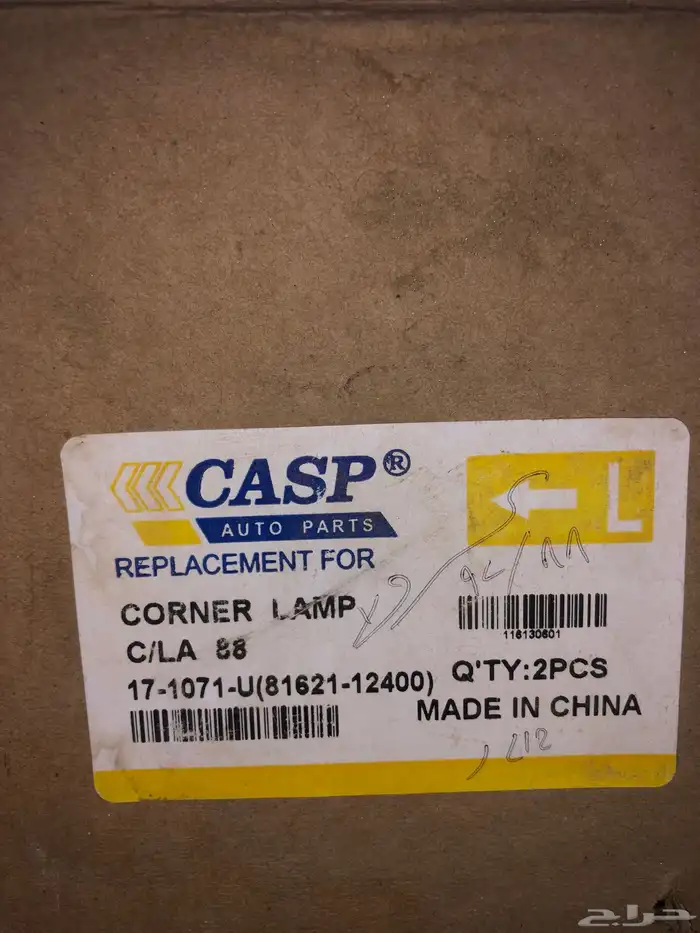 CASP®
AUTO PARTS
REPLACEMENT FOR
L
CORNER LAMP
C/LA 88
17-1071-U(81621-12400)
116130601
Q'TY:2PCS
MADE IN CHINA
حراج